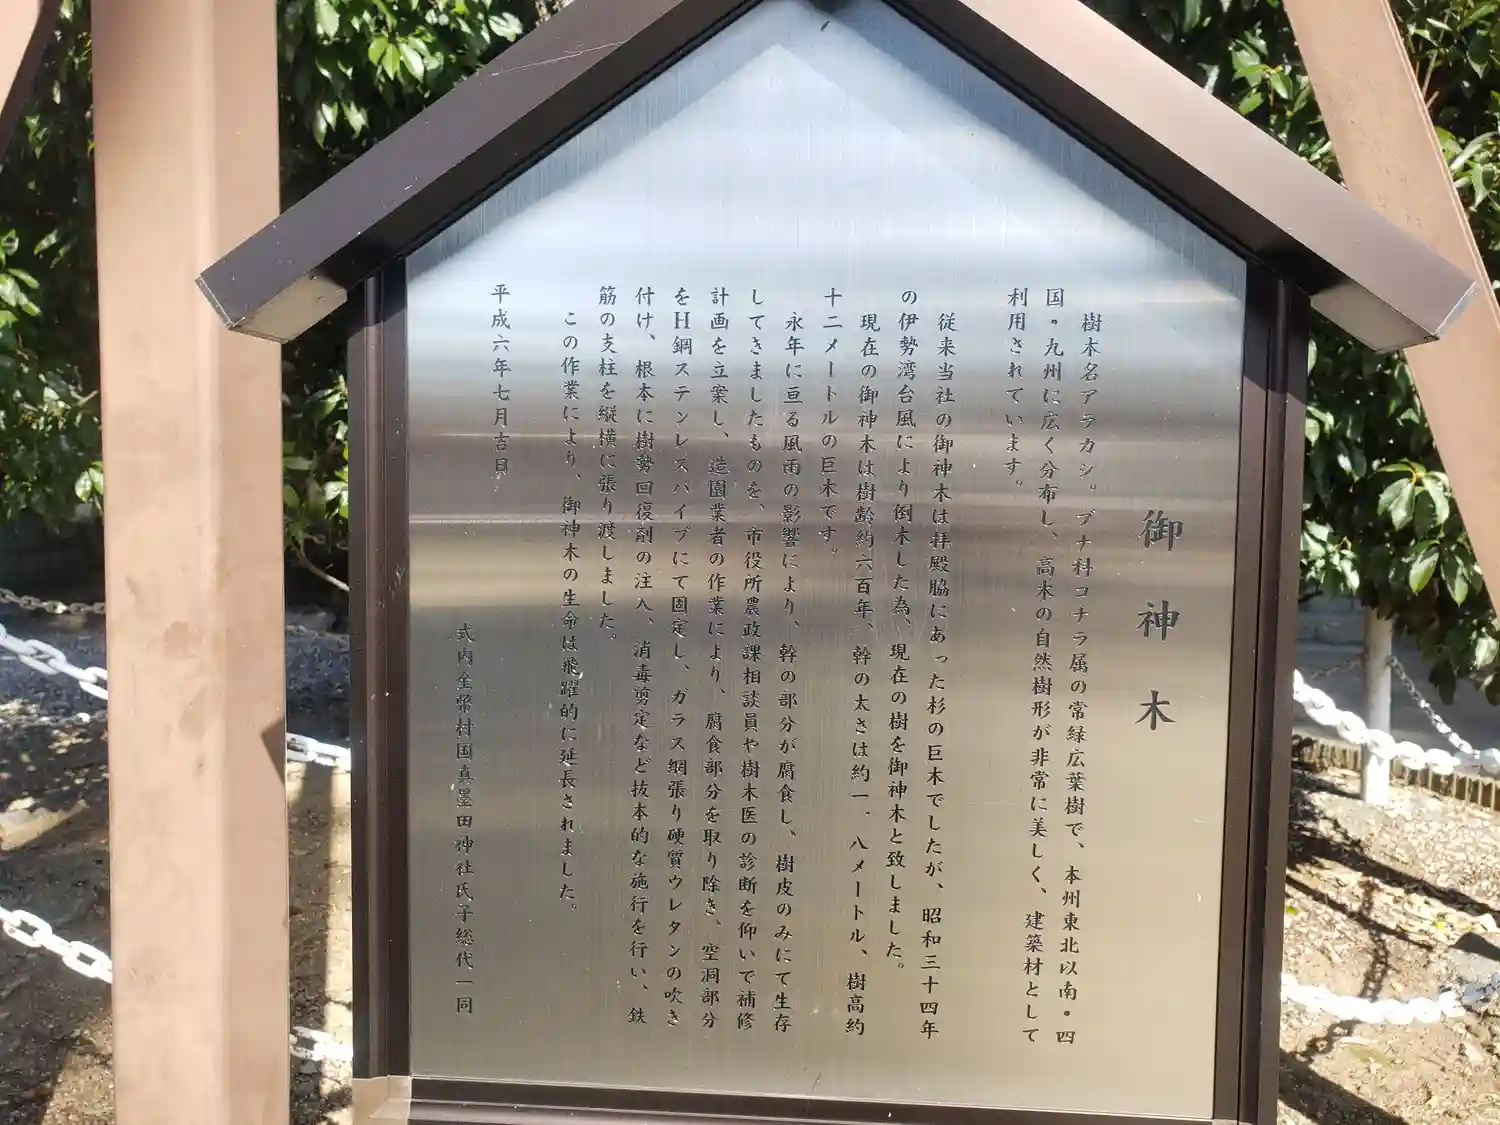 御神木
樹木名アラカシ。ブナ科コナラ属の常緑広葉樹で、本州東北以南・四
国・九州に広く分布し、高木の自然樹形が非常に美しく、建築材として
利用されています。
従来当社の御神木は拝殿脇にあった杉の巨木でしたが、昭和三十四年
の伊勢湾台風により倒木した為、現在の樹を御神木と致しました。
現在の御神木は樹齢約六百年、幹の太さは約一．八メートル、樹高約
十二メートルの巨木です。
永年に亘る風雨の影響により、幹の部分が腐食し、樹皮のみにて生存
してきましたものを、市役所農政課相談員や樹木医の診断を仰いで補修
計画を立案し、造園業者の作業により、腐食部分を取り除き、空洞部分
をH鋼ステンレスパイプにて固定し、ガラス網張り硬質ウレタンの吹き
付け、根本に樹勢回復剤の注入、消毒剪定など抜本的な施行を行い、鉄
筋の支柱を縦横に張り渡しました。
この作業により、御神木の生命は飛躍的に延長されました。
平成六年七月吉日
式内金幣村国真墨田神社氏子総代一同